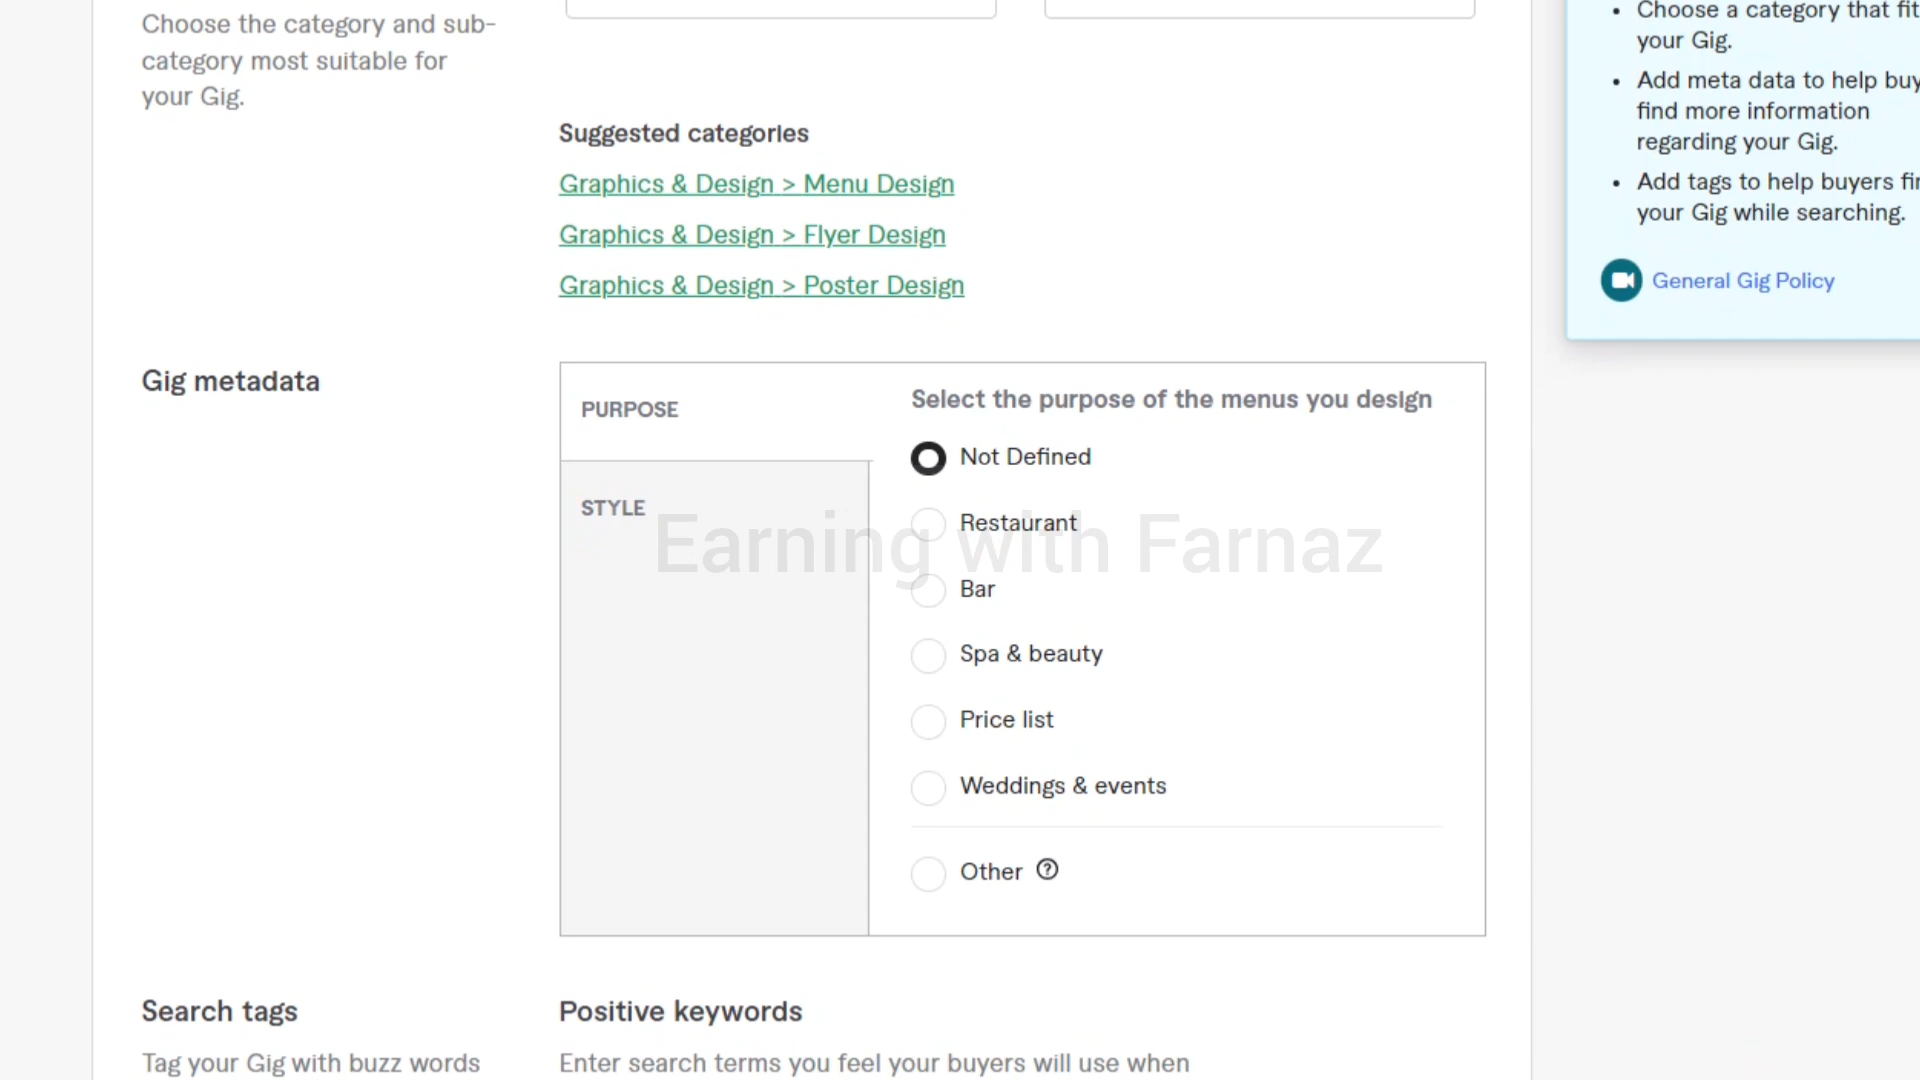 Choose the category and sub-
category most suitable for
your Gig.
Suggested categories
Graphics & Design > Menu Design
Graphics & Design > Flyer Design
Graphics & Design > Poster Design
Gig metadata
PURPOSE
STYLE
Select the purpose of the menus you design
Not Defined
Restaurant
Bar
Spa & beauty
Price list
Weddings & events
Other
Earning with Farnaz
Search tags
Tag your Gig with buzz words
Positive keywords
Enter search terms you feel your buyers will use when
Choose a category that fit
your Gig.
Add meta data to help buy
find more information
regarding your Gig.
Add tags to help buyers fi
your Gig while searching.
General Gig Policy